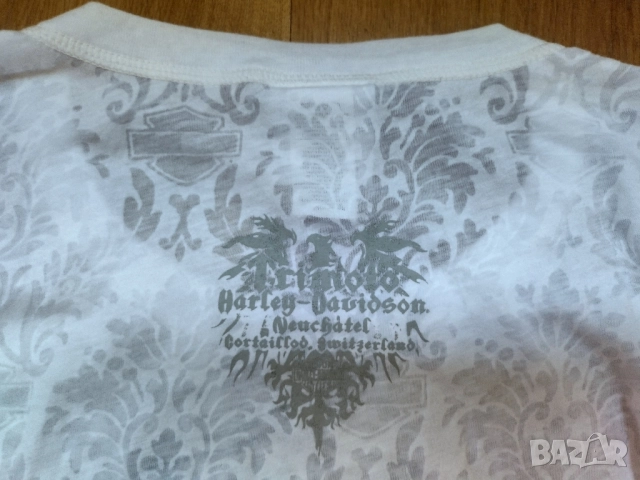 Harley-Davidson.
Neuchâtel
Cortaillod, Switzerland.
BAZAR
bg